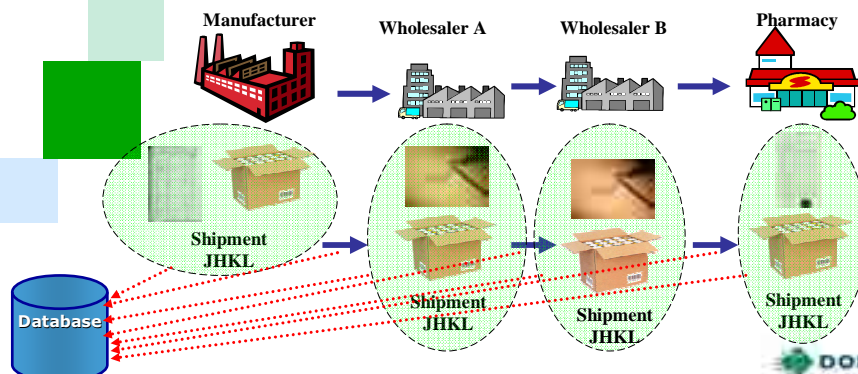 Manufacturer
Wholesaler A
Wholesaler B
Pharmacy
Shipment
JHKL
Shipment
JHKL
Shipment
JHKL
Shipment
JHKL
Database